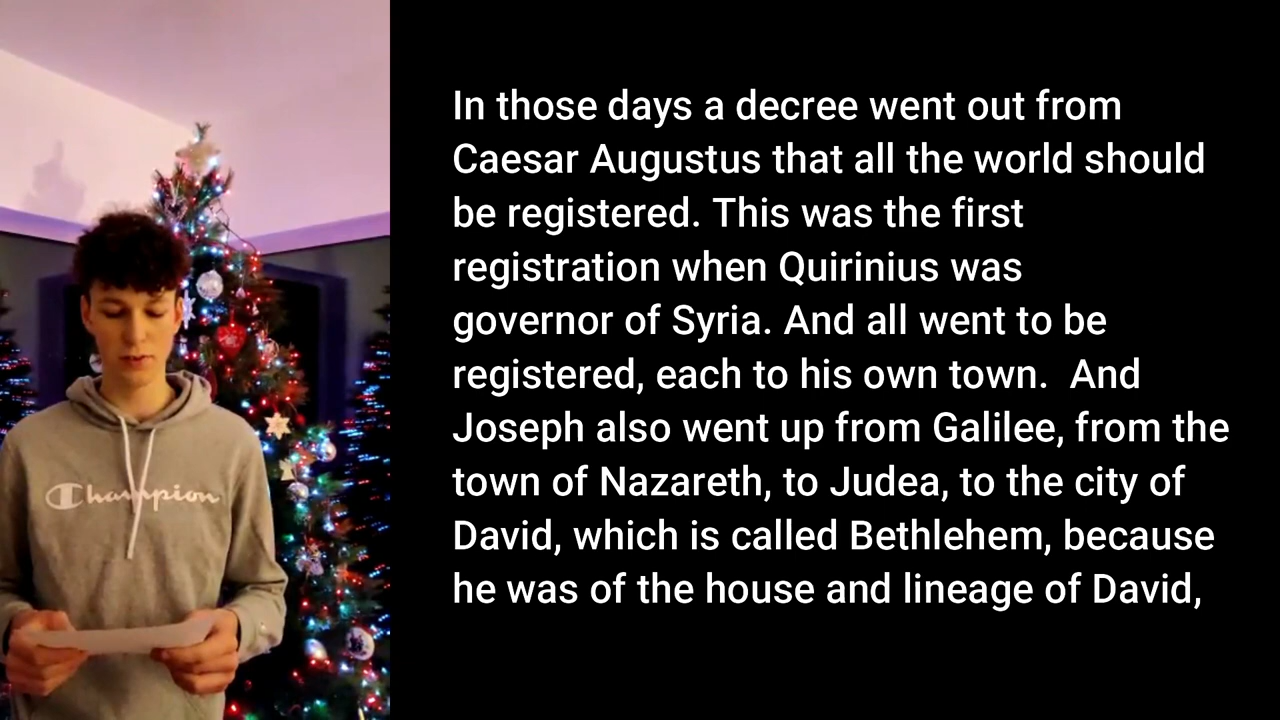 Champion
In those days a decree went out from
Caesar Augustus that all the world should
be registered. This was the first
registration when Quirinius was
governor of Syria. And all went to be
registered, each to his own town.  And
Joseph also went up from Galilee, from the
town of Nazareth, to Judea, to the city of
David, which is called Bethlehem, because
he was of the house and lineage of David,